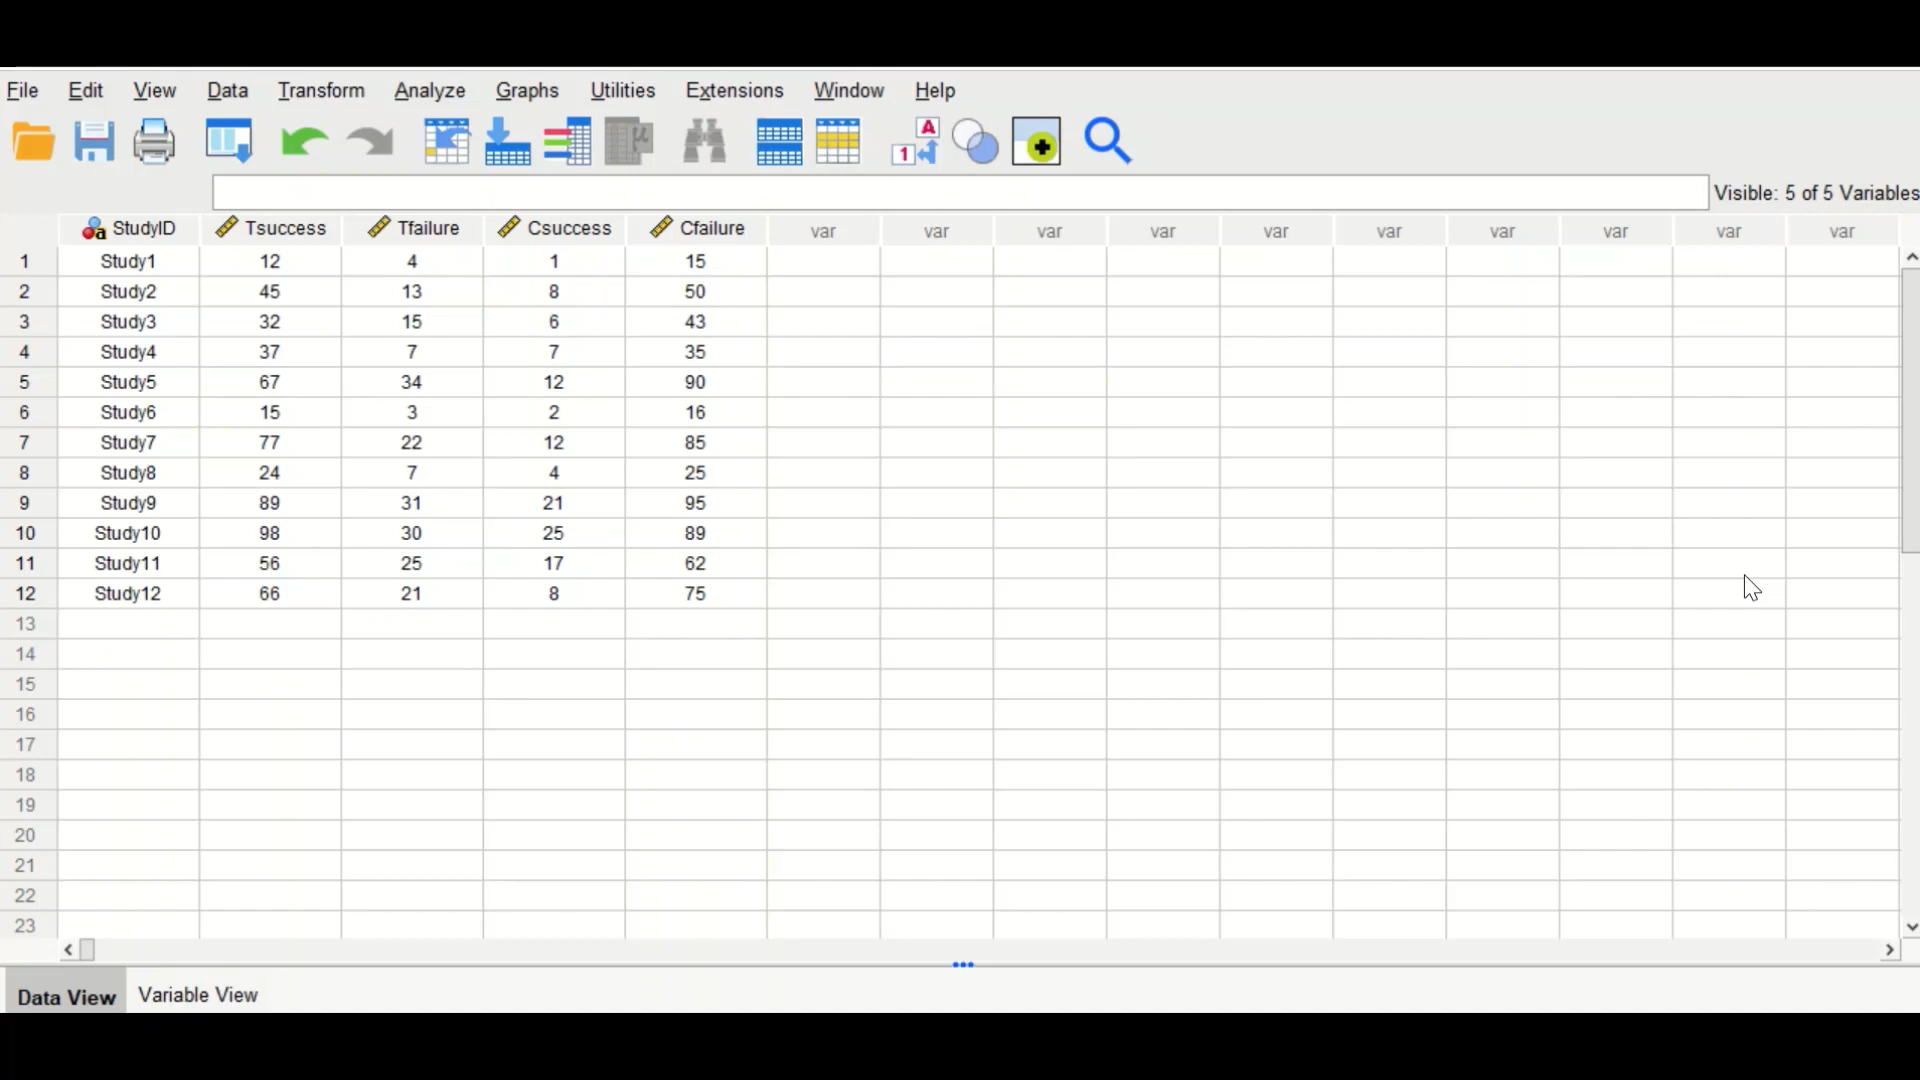 File Edit View Data Transform Analyze Graphs Utilities Extensions Window Help
Visible: 5 of 5 Variables
StudyID Tsuccess Tfailure Csuccess Cfailure var var var var var var var var var var
1 Study1 12 4 1 15
2 Study2 45 13 8 50
3 Study3 32 15 6 43
4 Study4 37 7 7 35
5 Study5 67 34 12 90
6 Study6 15 3 2 16
7 Study7 77 22 12 85
8 Study8 24 7 4 25
9 Study9 89 31 21 95
10 Study10 98 30 25 89
11 Study11 56 25 17 62
12 Study12 66 21 8 75
13
14
15
16
17
18
19
20
21
22
23
Data View Variable View